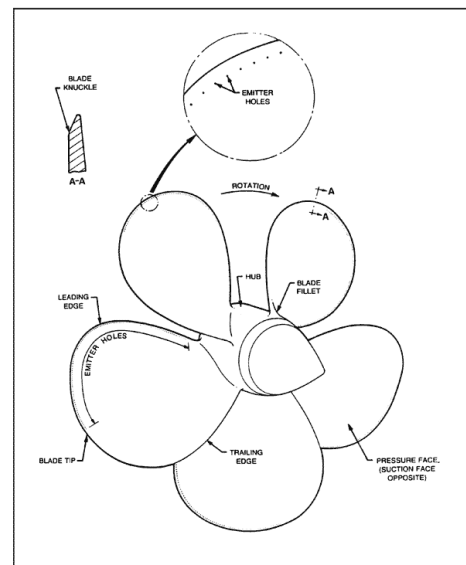 BLADE
KNUCKLE
A-A
EMITTER
HOLES
ROTATION
A
A
HUB
BLADE
FILLET
LEADING
EDGE
EMITTER HOLES
BLADE TIP
TRAILING
EDGE
PRESSURE FACE,
(SUCTION FACE
OPPOSITE)